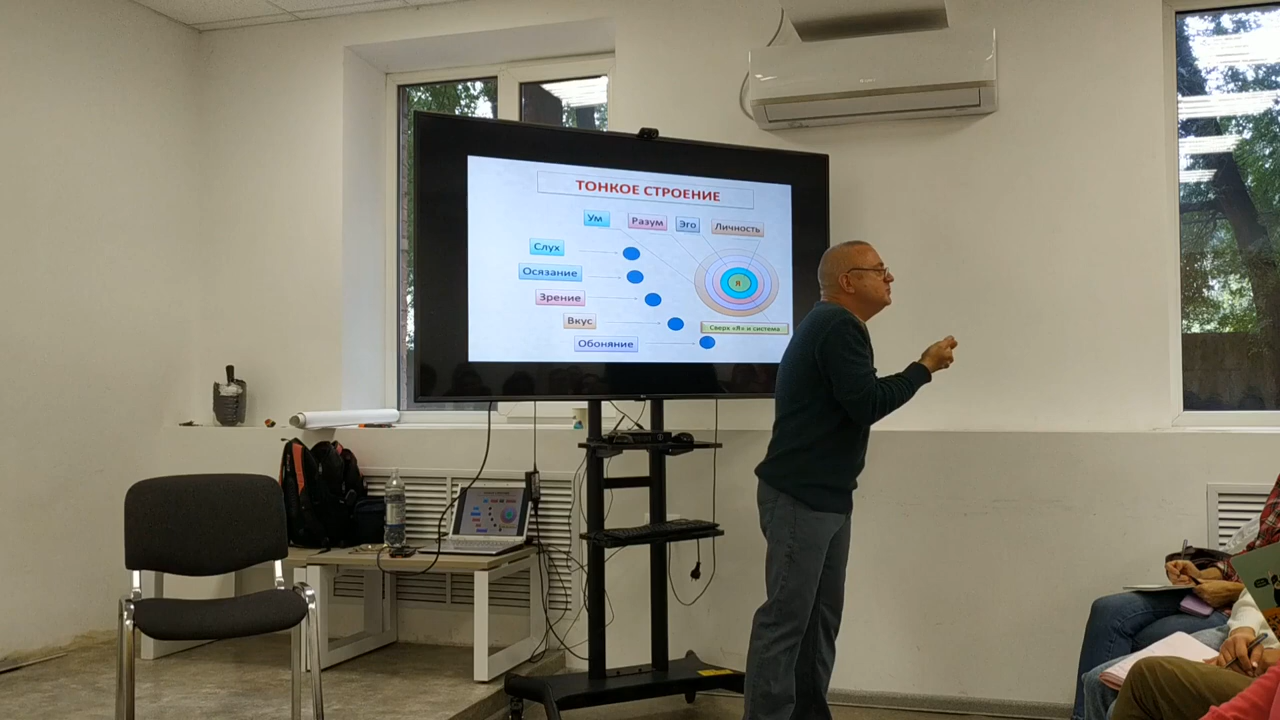 ТОНКОЕ СТРОЕНИЕ
Ум
Разум
Эго
Личность
Слух
Осязание
Зрение
Вкус
Обоняние
Я
Сверх «Я» и система